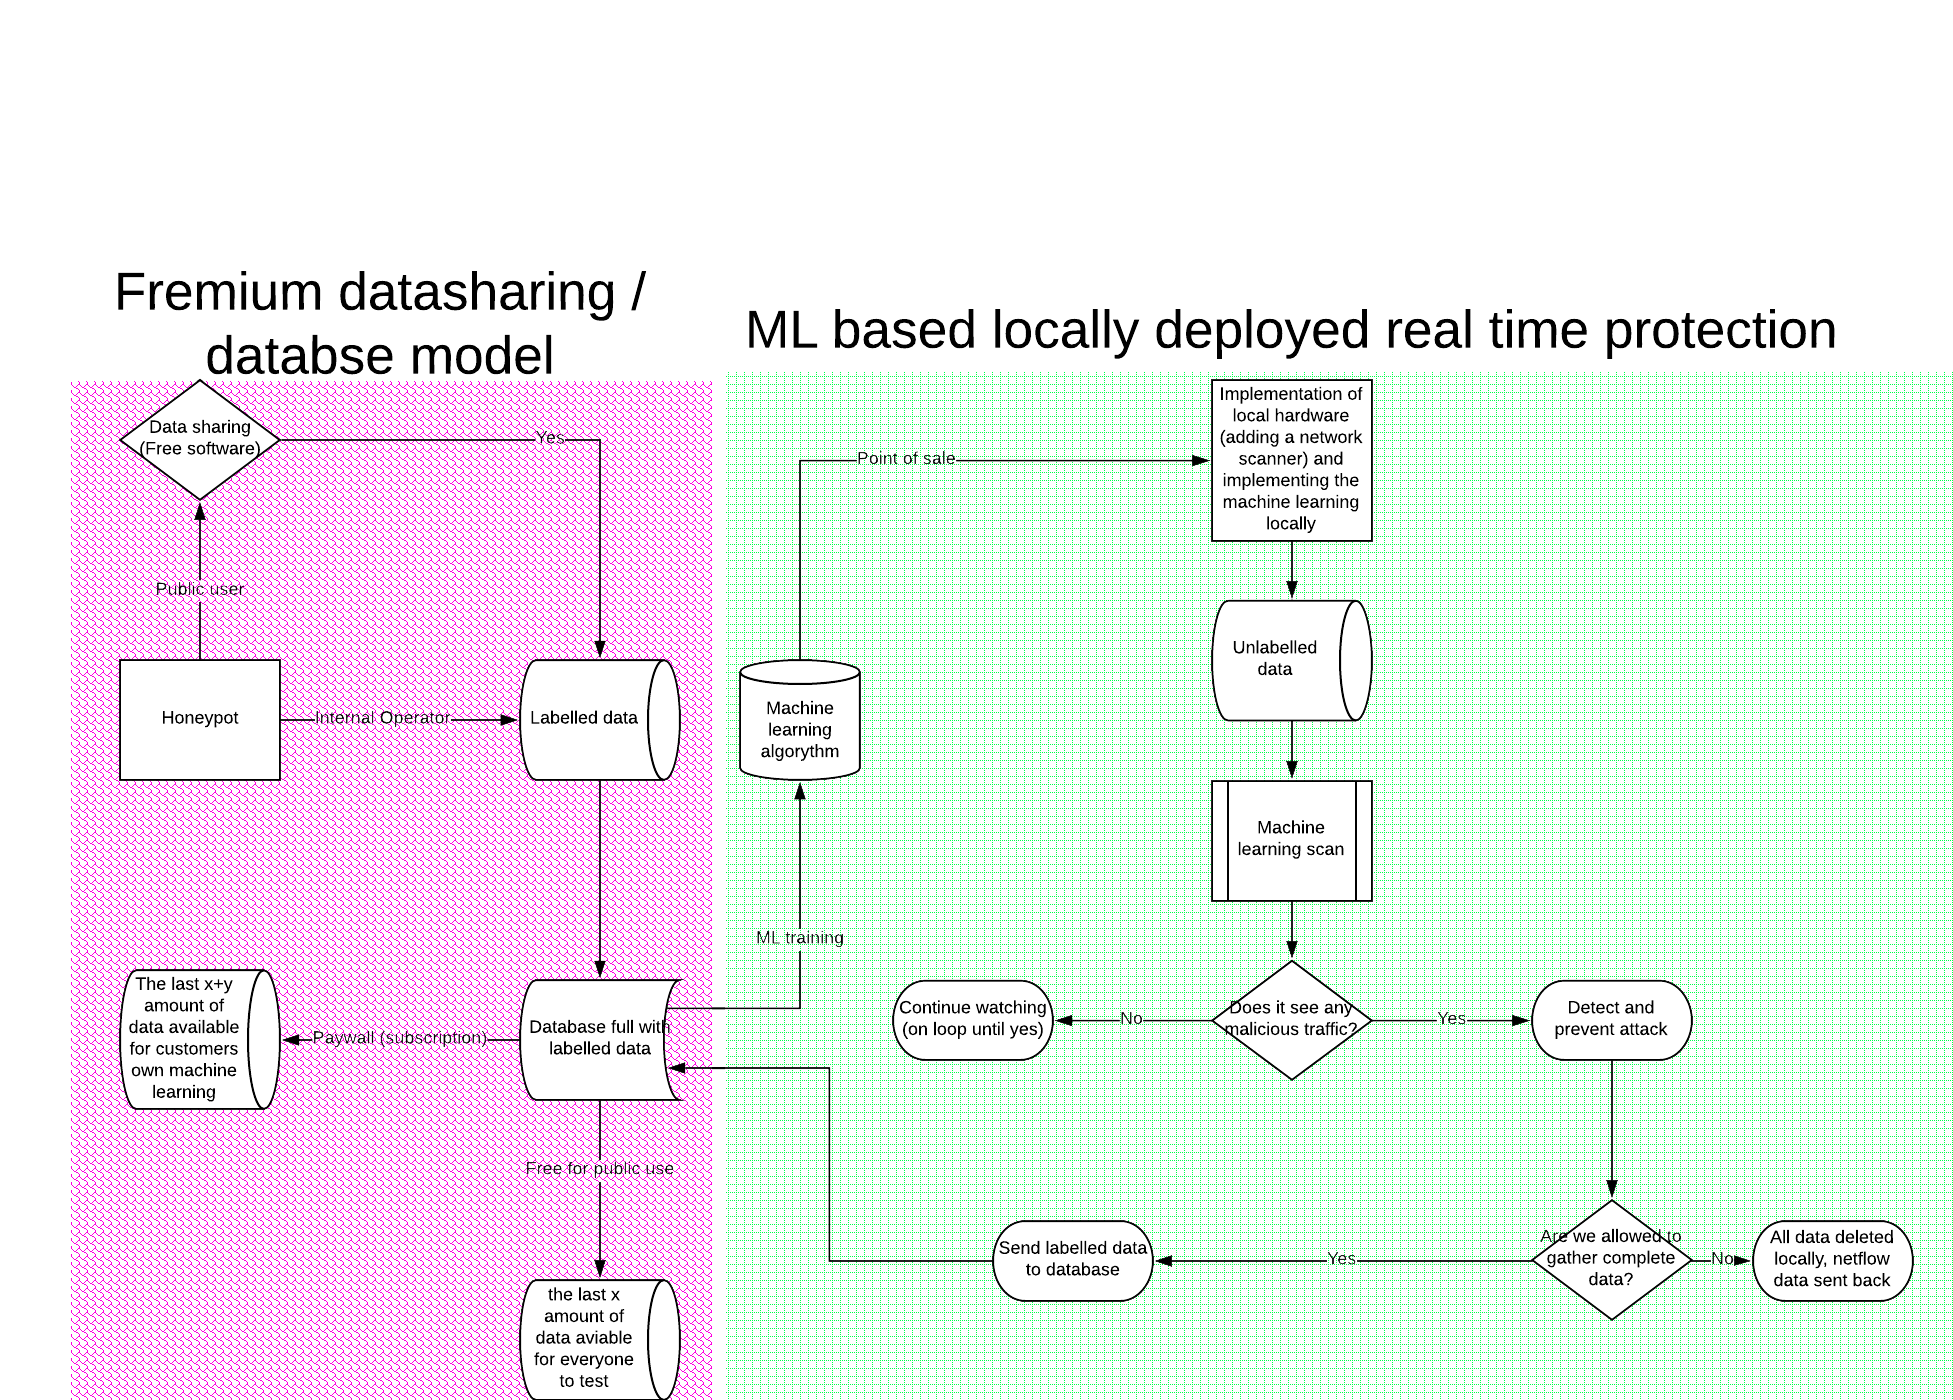 Fremium datasharing /
databse model
Data sharing
(Free software)
Yes
Public user
Honeypot
Internal Operator
Labelled data
The last x+y
amount of
data available
for customers
own machine
learning
Paywall (subscription)
Database full with
labelled data
Free for public use
the last x
amount of
data aviable
for everyone
to test
ML based locally deployed real time protection
Implementation of
local hardware
(adding a network
scanner) and
implementing the
machine learning
locally
Point of sale
Unlabelled
data
Machine
learning
algorythm
Machine
learning scan
ML training
Continue watching
(on loop until yes)
No
Does it see any
malicious traffic?
Yes
Detect and
prevent attack
Send labelled data
to database
Yes
Are we allowed to
gather complete
data?
No
All data deleted
locally, netflow
data sent back